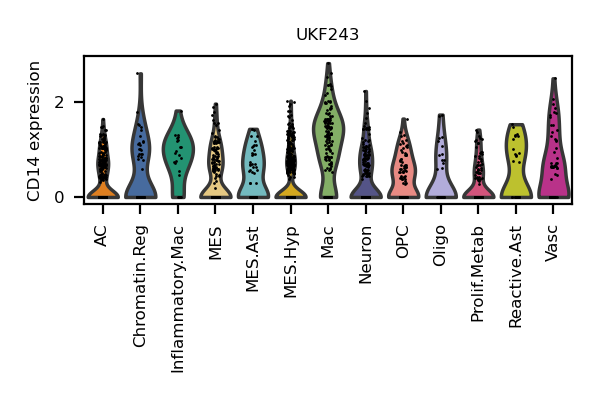 UKF243
CD14 expression
2
0
AC
Chromatin.Reg
Inflammatory.Mac
MES
MES.Ast
MES.Hyp
Mac
Neuron
OPC
Oligo
Prolif.Metab
Reactive.Ast
Vasc